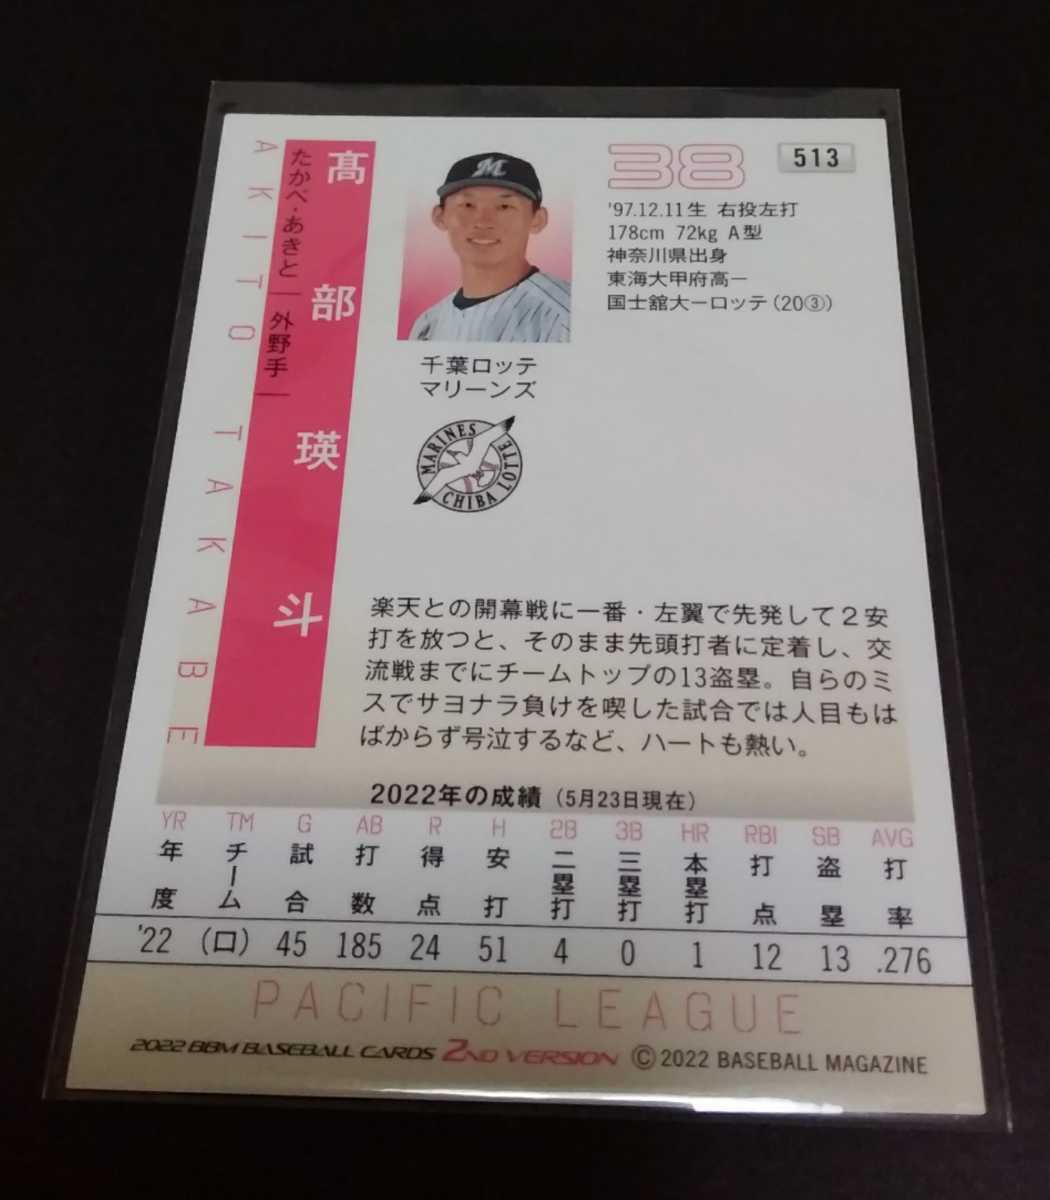 髙部瑛斗
たかべ・あきと｜外野手｜
AKITO TAKABE
M
千葉ロッテ
マリーンズ
MARINES
CHIBA LOTTE
38
513
'97.12.11生 右投左打
178cm 72kg A型
神奈川県出身
東海大甲府高ー
国士舘大ーロッテ（20③）
楽天との開幕戦に一番・左翼で先発して２安
打を放つと、そのまま先頭打者に定着し、交
流戦までにチームトップの13盗塁。自らのミ
スでサヨナラ負けを喫した試合では人目もは
ばからず号泣するなど、ハートも熱い。
2022年の成績（5月23日現在）
YR TM G AB R H 2B 3B HR RBI SB AVG
年度 チーム 試合 打数 得点 安打 二塁打 三塁打 本塁打 打点 盗塁 打率
'22 （ロ） 45 185 24 51 4 0 1 12 13 .276
PACIFIC LEAGUE
2022 BBM BASEBALL CARDS 2ND VERSION © 2022 BASEBALL MAGAZINE